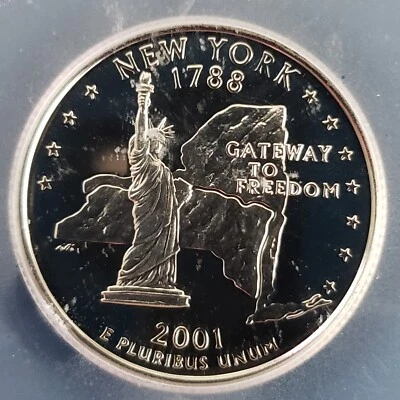 NEW YORK
1788
GATEWAY
TO
FREEDOM
2001
E PLURIBUS UNUM